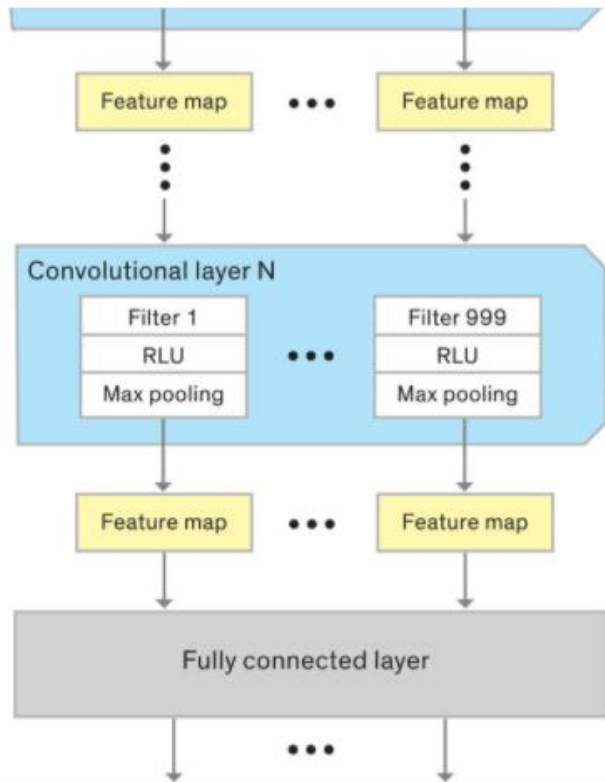 Feature map
Feature map
Convolutional layer N
Filter 1
RLU
Max pooling
Filter 999
RLU
Max pooling
Feature map
Feature map
Fully connected layer